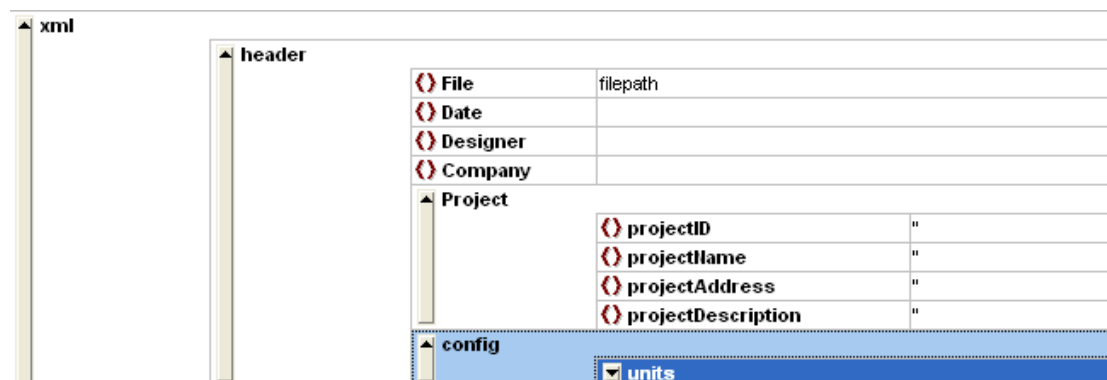 xml
header
File filepath
Date
Designer
Company
Project
projectID "
projectName "
projectAddress "
projectDescription "
config
units